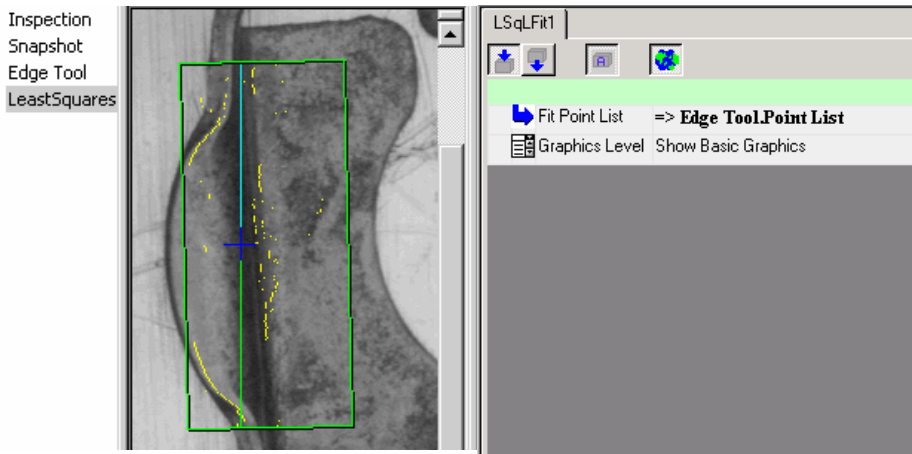 Inspection
Snapshot
Edge Tool
LeastSquares
LSqLFit1
A
Fit Point List => Edge Tool.Point List
Graphics Level Show Basic Graphics